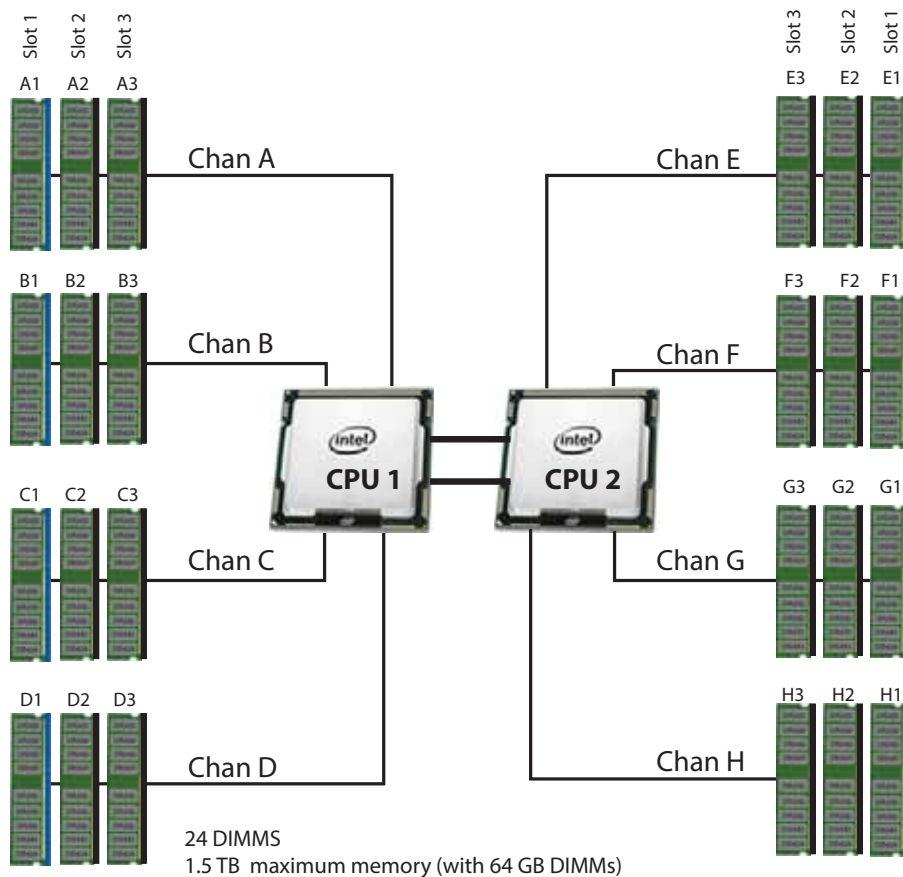 Slot 1 Slot 2 Slot 3
Slot 3 Slot 2 Slot 1
A1 A2 A3
E3 E2 E1
Chan A
Chan E
B1 B2 B3
F3 F2 F1
Chan B
Chan F
intel
CPU 1
intel
CPU 2
C1 C2 C3
G3 G2 G1
Chan C
Chan G
D1 D2 D3
H3 H2 H1
Chan D
Chan H
24 DIMMS
1.5 TB maximum memory (with 64 GB DIMMs)